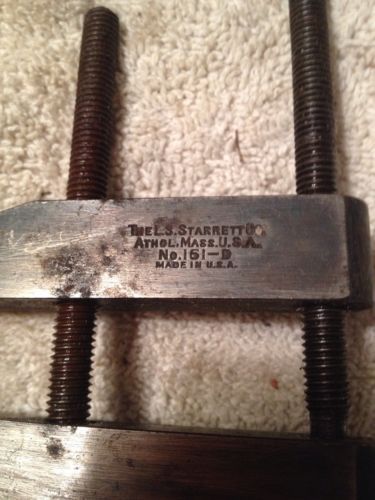 THE L.S. STARRETT CO.
ATHOL, MASS. U.S.A.
NO. 161-D
MADE IN U.S.A.